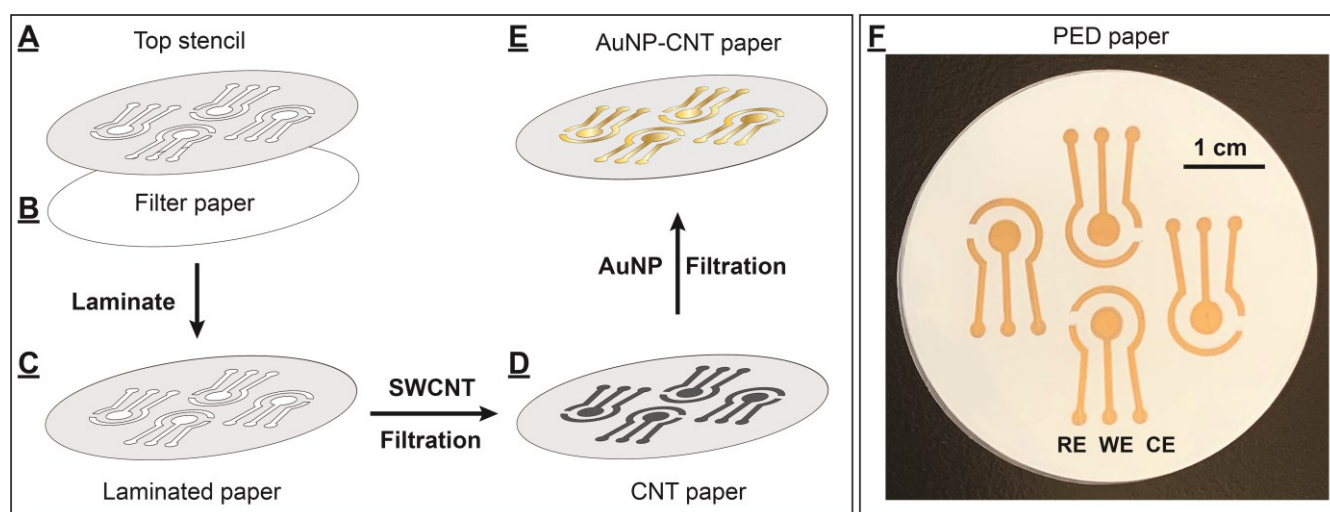 A
Top stencil
B
Filter paper
Laminate
C
Laminated paper
SWCNT
Filtration
D
CNT paper
AuNP Filtration
E
AuNP-CNT paper
F
PED paper
1 cm
RE WE CE